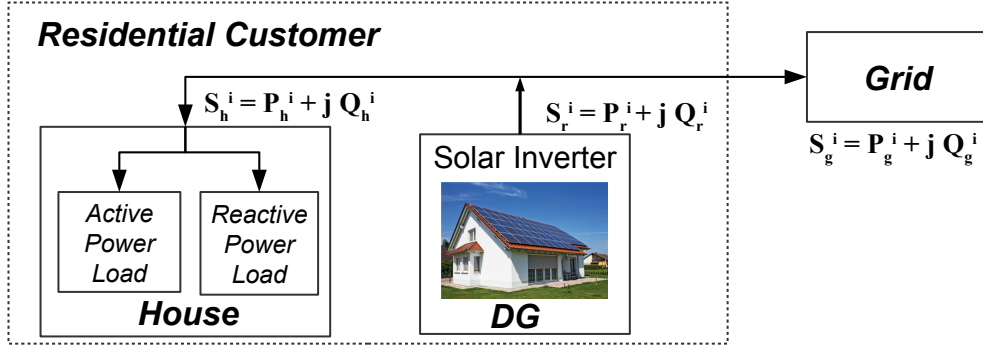 Residential Customer
Grid
S_h^i = P_h^i + j Q_h^i
S_r^i = P_r^i + j Q_r^i
S_g^i = P_g^i + j Q_g^i
Solar Inverter
Active
Power
Load
Reactive
Power
Load
House
DG